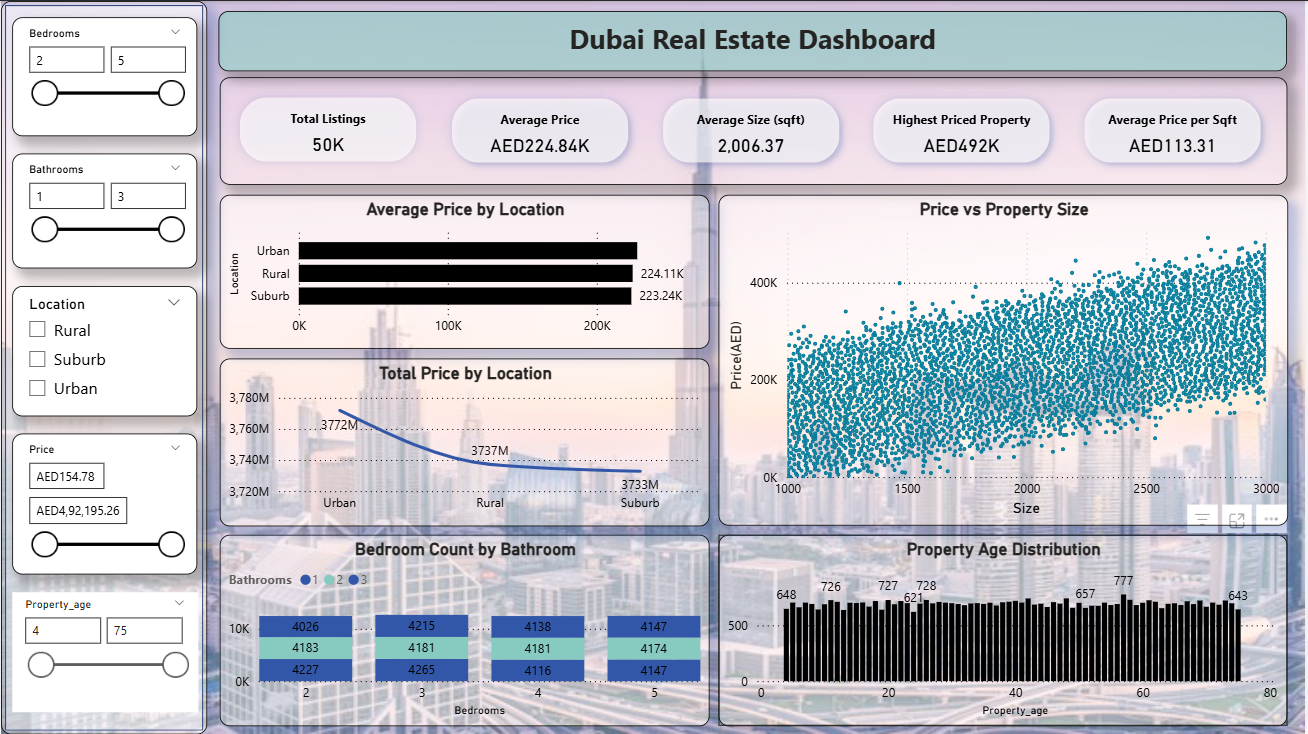 Dubai Real Estate Dashboard
Bedrooms
2 5
Bathrooms
1 3
Location
Rural
Suburb
Urban
Price
AED154.78
AED4,92,195.26
Property_age
4 75
Total Listings
50K
Average Price
AED224.84K
Average Size (sqft)
2,006.37
Highest Priced Property
AED492K
Average Price per Sqft
AED113.31
Average Price by Location
Location
Urban
Rural 224.11K
Suburb 223.24K
0K 100K 200K
Price vs Property Size
Price(AED)
400K
200K
0K
1000 1500 2000 2500 3000
Size
Total Price by Location
3,780M
3,760M
3,740M
3,720M
3772M
3737M
3733M
Urban Rural Suburb
Bedroom Count by Bathroom
Bathrooms 1 2 3
10K
0K
4026 4215 4138 4147
4183 4181 4181 4174
4227 4265 4116 4147
2 3 4 5
Bedrooms
Property Age Distribution
648 726 727 621 728 657 777 643
500
0
0 20 40 60 80
Property_age